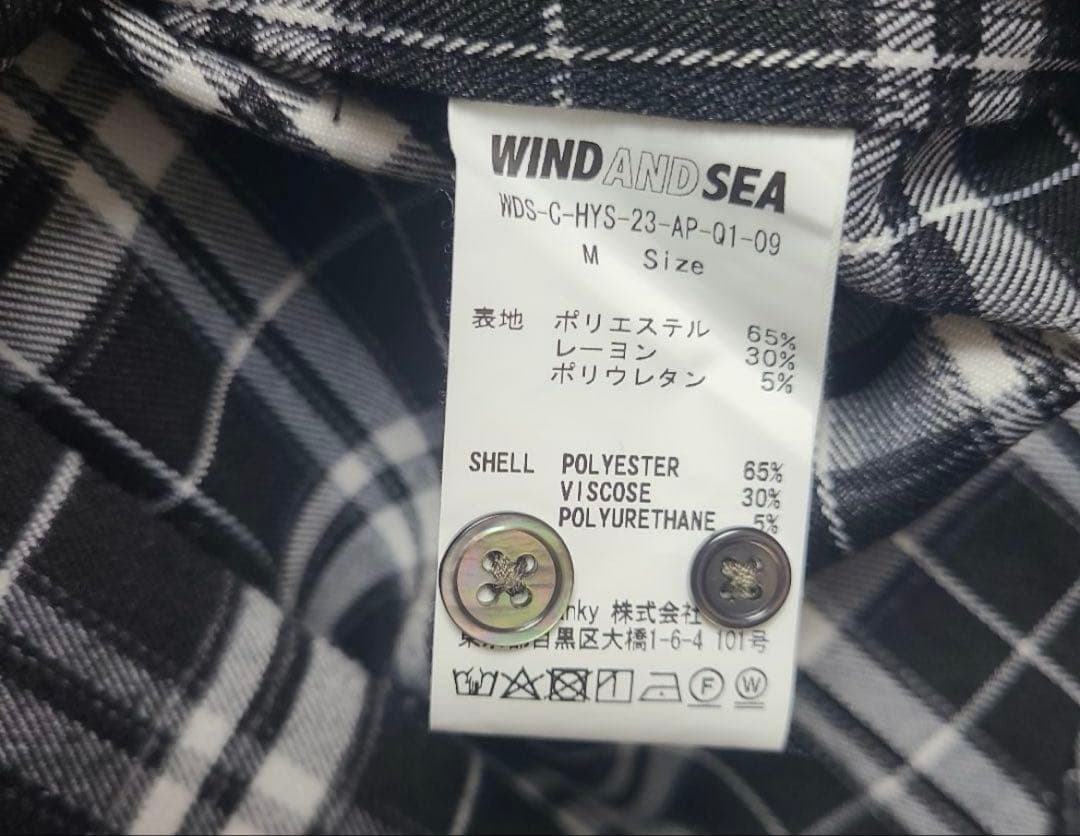 WIND AND SEA
WDS-C-HYS-23-AP-Q1-09
M Size
表地 ポリエステル 65%
レーヨン 30%
ポリウレタン 5%
SHELL POLYESTER 65%
VISCOSE 30%
POLYURETHANE 5%
株式会社
目黒区大橋1-6-4 101号
F W